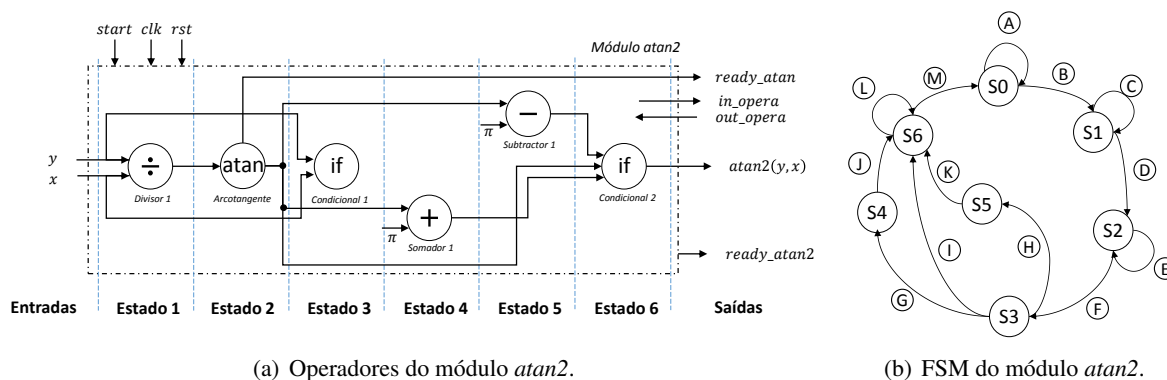 start clk rst
Módulo atan2
ready_atan
in_opera
out_opera
π
−
Subtractor 1
y
x
÷
atan
if
if
atan2(y, x)
Divisor 1
Arcotangente
Condicional 1
Condicional 2
π
+
Somador 1
ready_atan2
Entradas Estado 1 Estado 2 Estado 3 Estado 4 Estado 5 Estado 6 Saídas
(a) Operadores do módulo atan2.
A
L M S0 B C
S6 S1
J K D
S4 S5 S2
I H E
G S3 F
(b) FSM do módulo atan2.